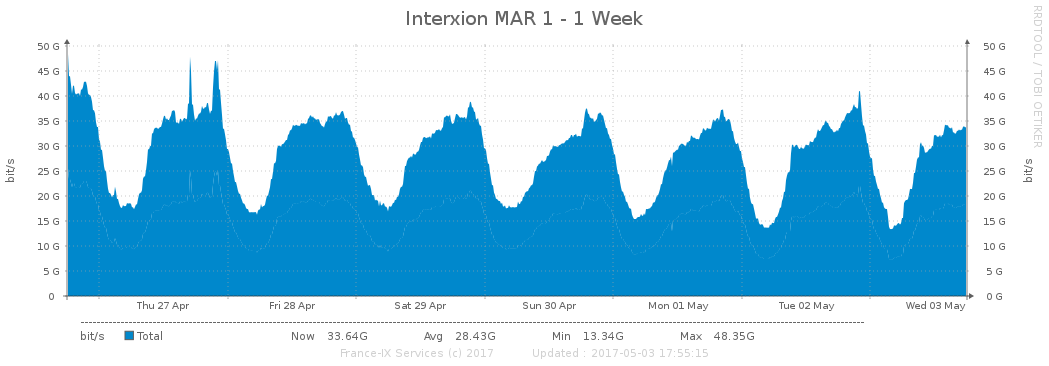 Interxion MAR 1 - 1 Week
RRDTOOL / TOBI OETIKER
50 G 50 G
45 G 45 G
40 G 40 G
35 G 35 G
30 G 30 G
25 G 25 G
20 G 20 G
15 G 15 G
10 G 10 G
5 G 5 G
0 0 G
bit/s
bit/s
Thu 27 Apr Fri 28 Apr Sat 29 Apr Sun 30 Apr Mon 01 May Tue 02 May Wed 03 May
bit/s Total Now 33.64G Avg 28.43G Min 13.34G Max 48.35G
France-IX Services (c) 2017 Updated : 2017-05-03 17:55:15